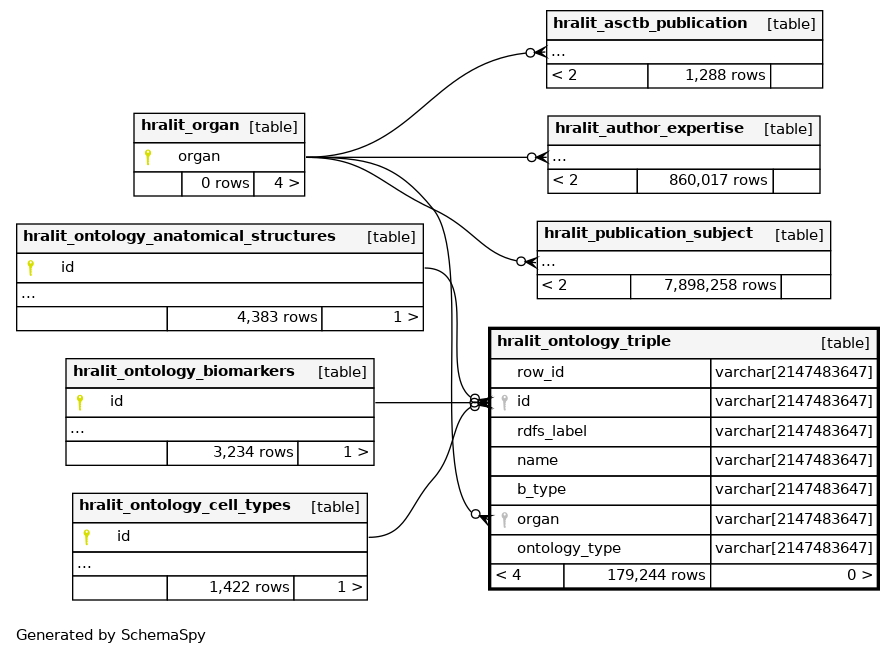 hralit_asctb_publication [table]
...
< 2 1,288 rows
hralit_organ [table]
organ
0 rows 4 >
hralit_author_expertise [table]
...
< 2 860,017 rows
hralit_ontology_anatomical_structures [table]
id
...
4,383 rows 1 >
hralit_publication_subject [table]
...
< 2 7,898,258 rows
hralit_ontology_biomarkers [table]
id
...
3,234 rows 1 >
hralit_ontology_cell_types [table]
id
...
1,422 rows 1 >
hralit_ontology_triple [table]
row_id varchar[2147483647]
id varchar[2147483647]
rdfs_label varchar[2147483647]
name varchar[2147483647]
b_type varchar[2147483647]
organ varchar[2147483647]
ontology_type varchar[2147483647]
< 4 179,244 rows 0 >
Generated by SchemaSpy